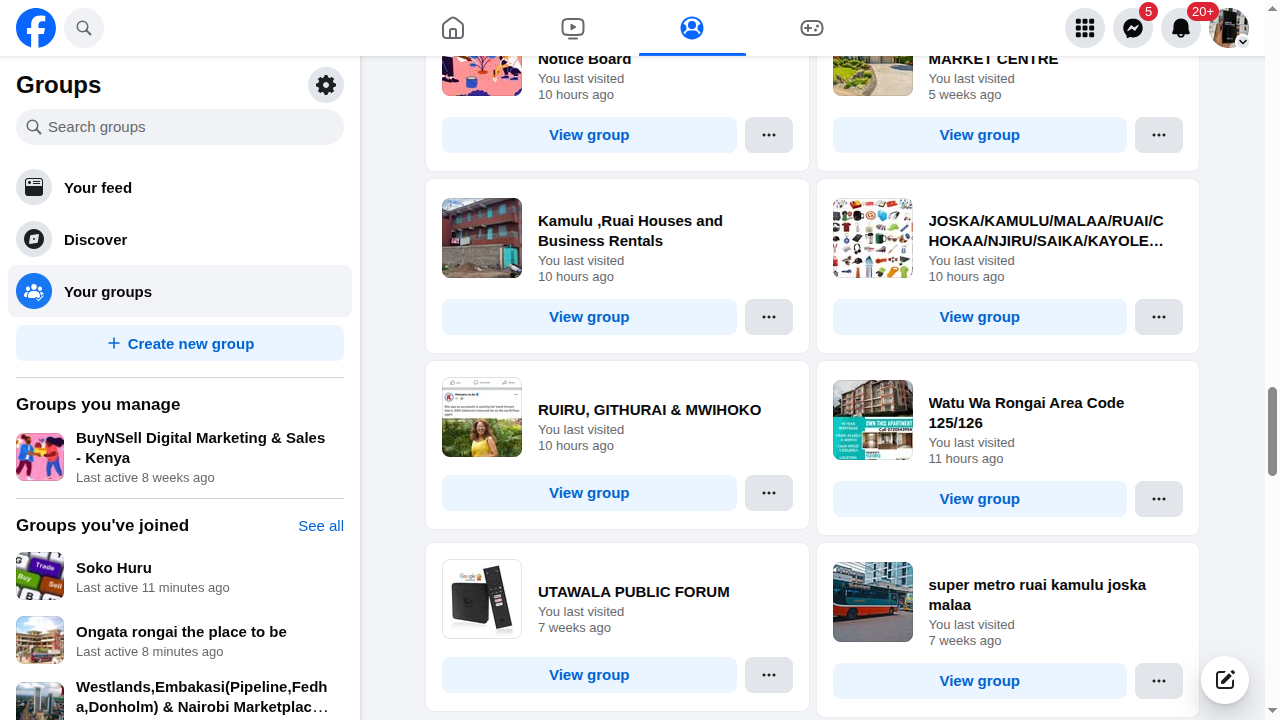 5
20+
Groups
Search groups
Your feed
Discover
Your groups
Create new group
Groups you manage
BuyNSell Digital Marketing & Sales
- Kenya
Last active 8 weeks ago
Groups you've joined
See all
Soko Huru
Last active 11 minutes ago
Ongata rongai the place to be
Last active 8 minutes ago
Westlands,Embakasi(Pipeline,Fedh
a,Donholm) & Nairobi Marketplac…
Notice Board
You last visited
10 hours ago
View group
MARKET CENTRE
You last visited
5 weeks ago
View group
Kamulu ,Ruai Houses and
Business Rentals
You last visited
10 hours ago
View group
JOSKA/KAMULU/MALAA/RUAI/C
HOKAA/NJIRU/SAIKA/KAYOLE…
You last visited
10 hours ago
View group
RUIRU, GITHURAI & MWIHOKO
You last visited
10 hours ago
View group
Watu Wa Rongai Area Code
125/126
You last visited
11 hours ago
View group
UTAWALA PUBLIC FORUM
You last visited
7 weeks ago
View group
super metro ruai kamulu joska
malaa
You last visited
7 weeks ago
View group
Trade
Buy
Sell
OWN THIS APARTMENT